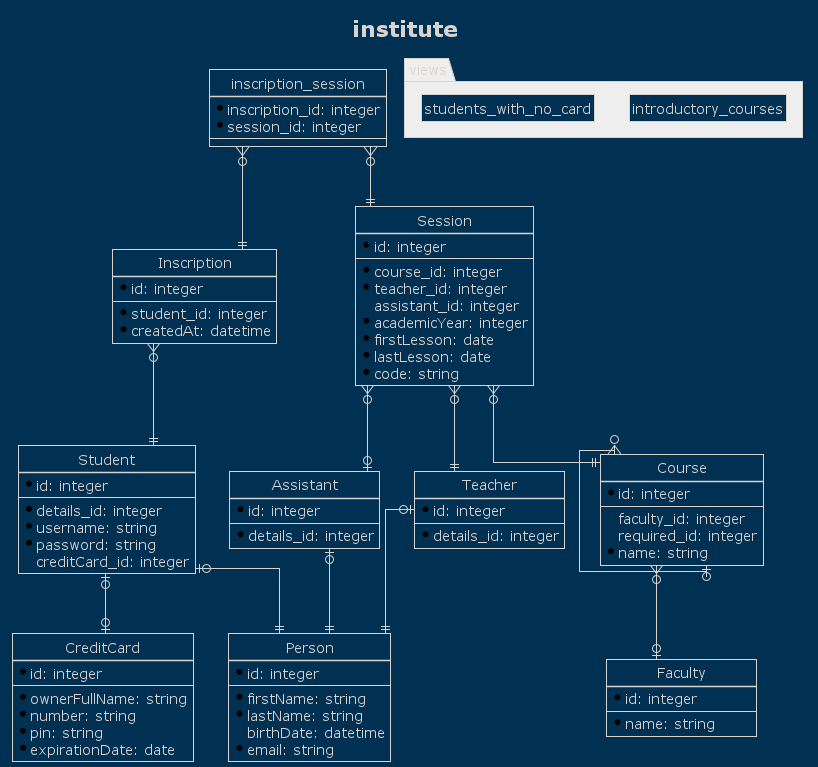 institute
views
students_with_no_card
introductory_courses
inscription_session
inscription_id: integer
session_id: integer
Session
id: integer
course_id: integer
teacher_id: integer
assistant_id: integer
academicYear: integer
firstLesson: date
lastLesson: date
code: string
Inscription
id: integer
student_id: integer
createdAt: datetime
Student
id: integer
details_id: integer
username: string
password: string
creditCard_id: integer
Assistant
id: integer
details_id: integer
Teacher
id: integer
details_id: integer
Course
id: integer
faculty_id: integer
required_id: integer
name: string
CreditCard
id: integer
ownerFullName: string
number: string
pin: string
expirationDate: date
Person
id: integer
firstName: string
lastName: string
birthDate: datetime
email: string
Faculty
id: integer
name: string